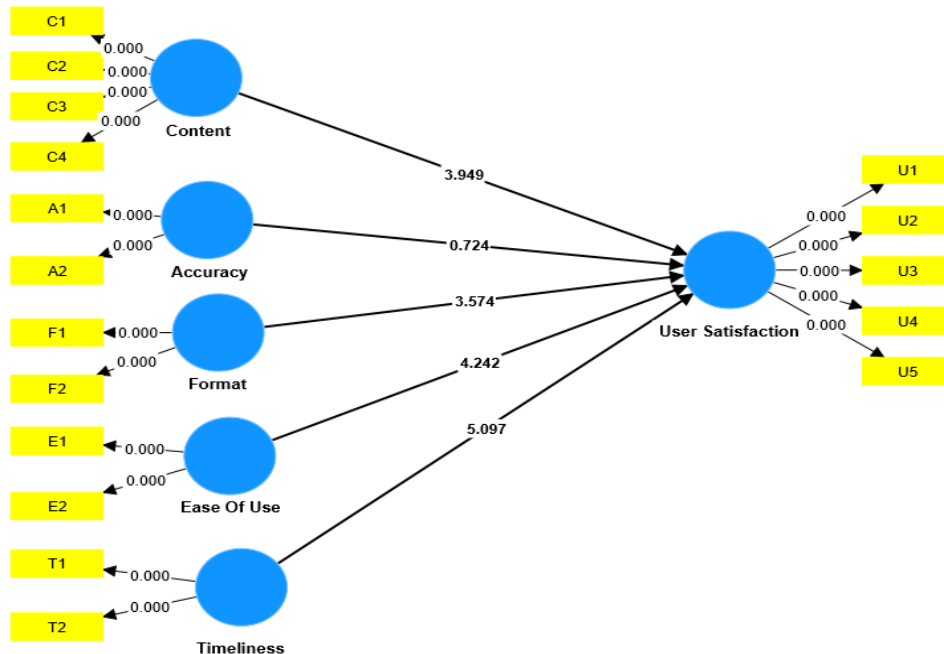 C1
0.000
C2
0.000
C3
0.000
C4
0.000
Content
3.949
A1
0.000
A2
0.000
Accuracy
0.724
F1
0.000
F2
0.000
Format
3.574
E1
0.000
E2
0.000
Ease Of Use
4.242
T1
0.000
T2
0.000
Timeliness
5.097
User Satisfaction
U1
0.000
U2
0.000
U3
0.000
U4
0.000
U5
0.000